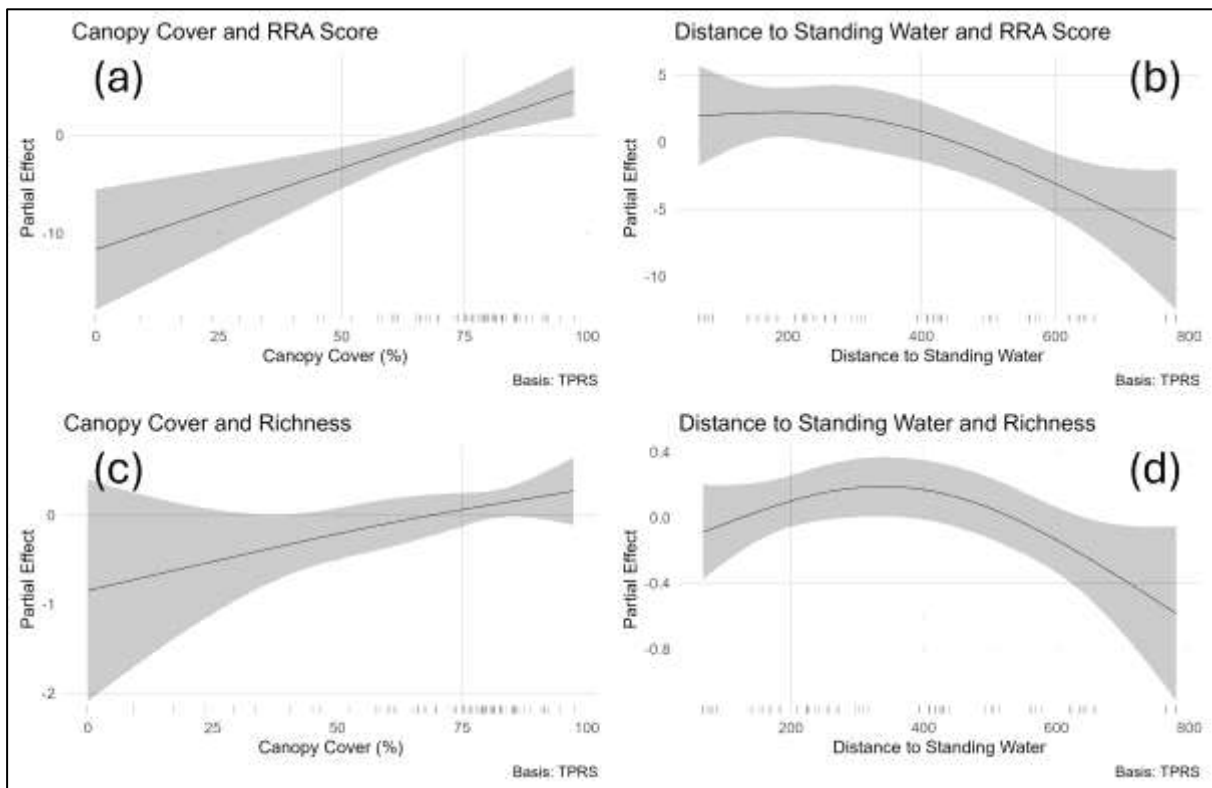 Canopy Cover and RRA Score
(a)
0
-10
Partial Effect
0 25 50 75 100
Canopy Cover (%)
Basis: TPRS
Distance to Standing Water and RRA Score
(b)
5
0
-5
-10
Partial Effect
200 400 600 800
Distance to Standing Water
Basis: TPRS
Canopy Cover and Richness
(c)
0
-1
-2
Partial Effect
0 25 50 75 100
Canopy Cover (%)
Basis: TPRS
Distance to Standing Water and Richness
(d)
0.4
0.0
-0.4
-0.8
Partial Effect
200 400 600 800
Distance to Standing Water
Basis: TPRS